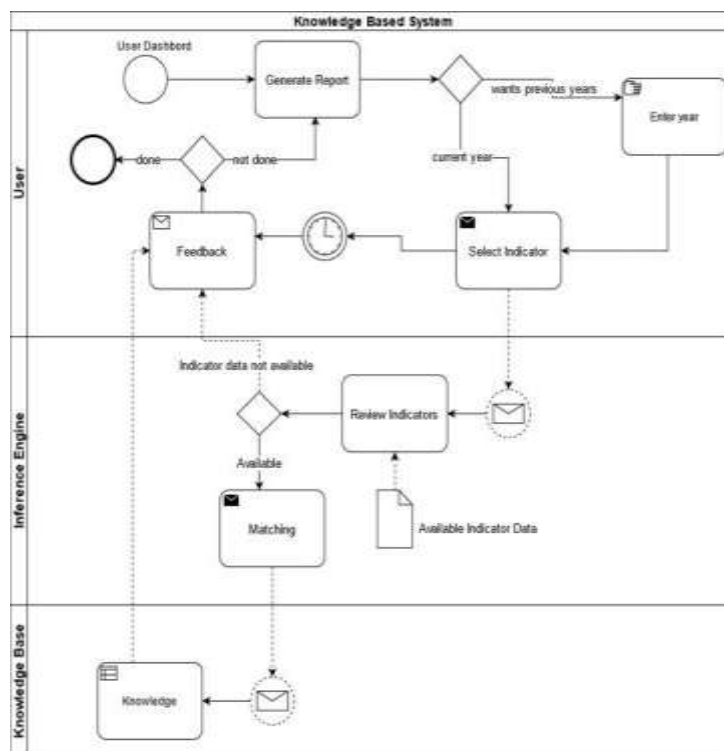 Knowledge Based System
User
User Dashbord
Generate Report
wants previous years
Enter year
done
not done
current year
Feedback
Select Indicator
Inference Engine
Indicator data not available
Review Indicators
Available
Matching
Available Indicator Data
Knowledge Base
Knowledge